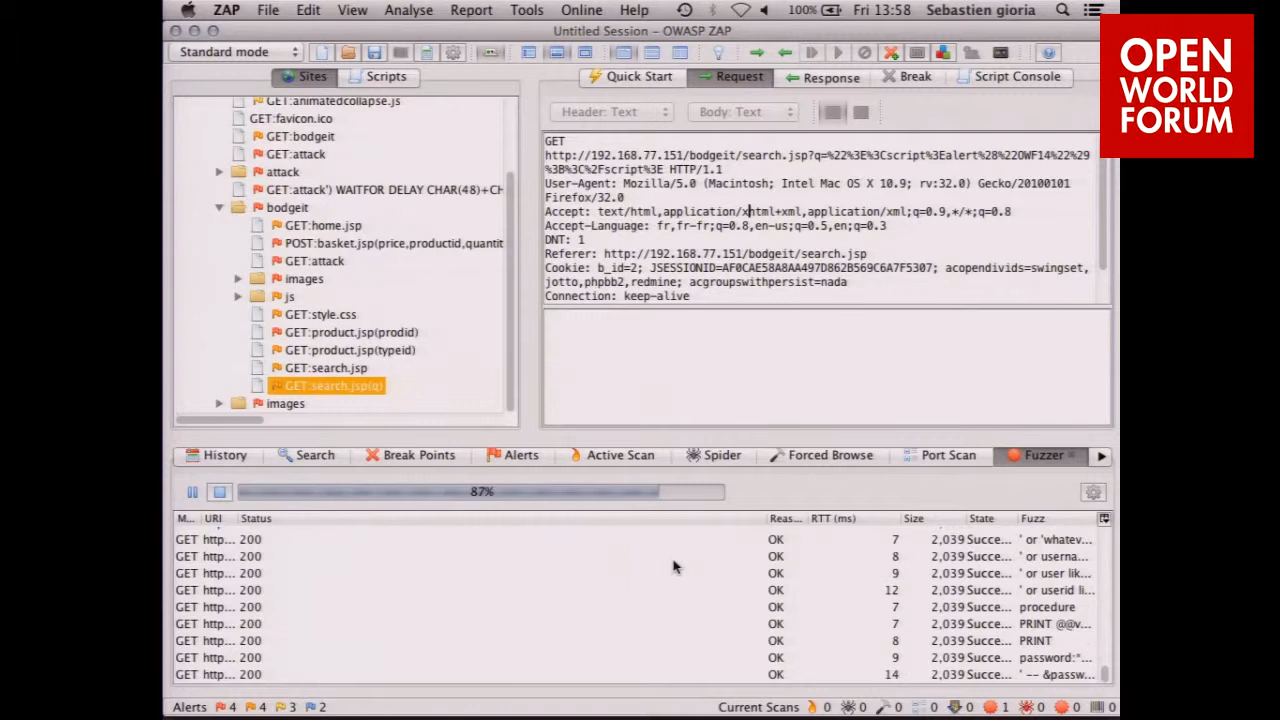 ZAP File Edit View Analyse Report Tools Online Help 100% Fri 13:58 Sebastien gioria
Untitled Session - OWASP ZAP
OPEN
WORLD
FORUM
Standard mode
Sites Scripts
Quick Start Request Response Break Script Console
Header: Text Body: Text
GET:animatedcollapse.js
GET:favicon.ico
GET:bodgeit
GET:attack
attack
GET:attack') WAITFOR DELAY CHAR(48)+CH
bodgeit
GET:home.jsp
POST:basket.jsp(price,productid,quantit
GET:attack
images
js
GET:style.css
GET:product.jsp(prodid)
GET:product.jsp(typeid)
GET:search.jsp
GET:search.jsp(q)
images
GET
http://192.168.77.151/bodgeit/search.jsp?q=%22%3E%3Cscript%3Ealert%28%22OWF14%22%29
%3B%3C%2Fscript%3E HTTP/1.1
User-Agent: Mozilla/5.0 (Macintosh; Intel Mac OS X 10.9; rv:32.0) Gecko/20100101
Firefox/32.0
Accept: text/html,application/xhtml+xml,application/xml;q=0.9,*/*;q=0.8
Accept-Language: fr,fr-fr;q=0.8,en-us;q=0.5,en;q=0.3
DNT: 1
Referer: http://192.168.77.151/bodgeit/search.jsp
Cookie: b_id=2; JSESSIONID=AF0CAE58A8AA497D862B569C6A7F5307; acopendivids=swingset,
jotto,phpbb2,redmine; acgroupswithpersist=nada
Connection: keep-alive
History Search Break Points Alerts Active Scan Spider Forced Browse Port Scan Fuzzer
87%
M... URI Status Reas... RTT (ms) Size State Fuzz
GET http... 200 OK 7 2,039 Succe... ' or 'whatev...
GET http... 200 OK 8 2,039 Succe... ' or userna...
GET http... 200 OK 9 2,039 Succe... ' or user lik...
GET http... 200 OK 12 2,039 Succe... ' or userid li...
GET http... 200 OK 7 2,039 Succe... procedure
GET http... 200 OK 7 2,039 Succe... PRINT @@v...
GET http... 200 OK 8 2,039 Succe... PRINT
GET http... 200 OK 9 2,039 Succe... password:*...
GET http... 200 OK 14 2,039 Succe... ' -- &passw...
Alerts 4 4 3 2 Current Scans 0 0 0 0 0 1 0 0 0